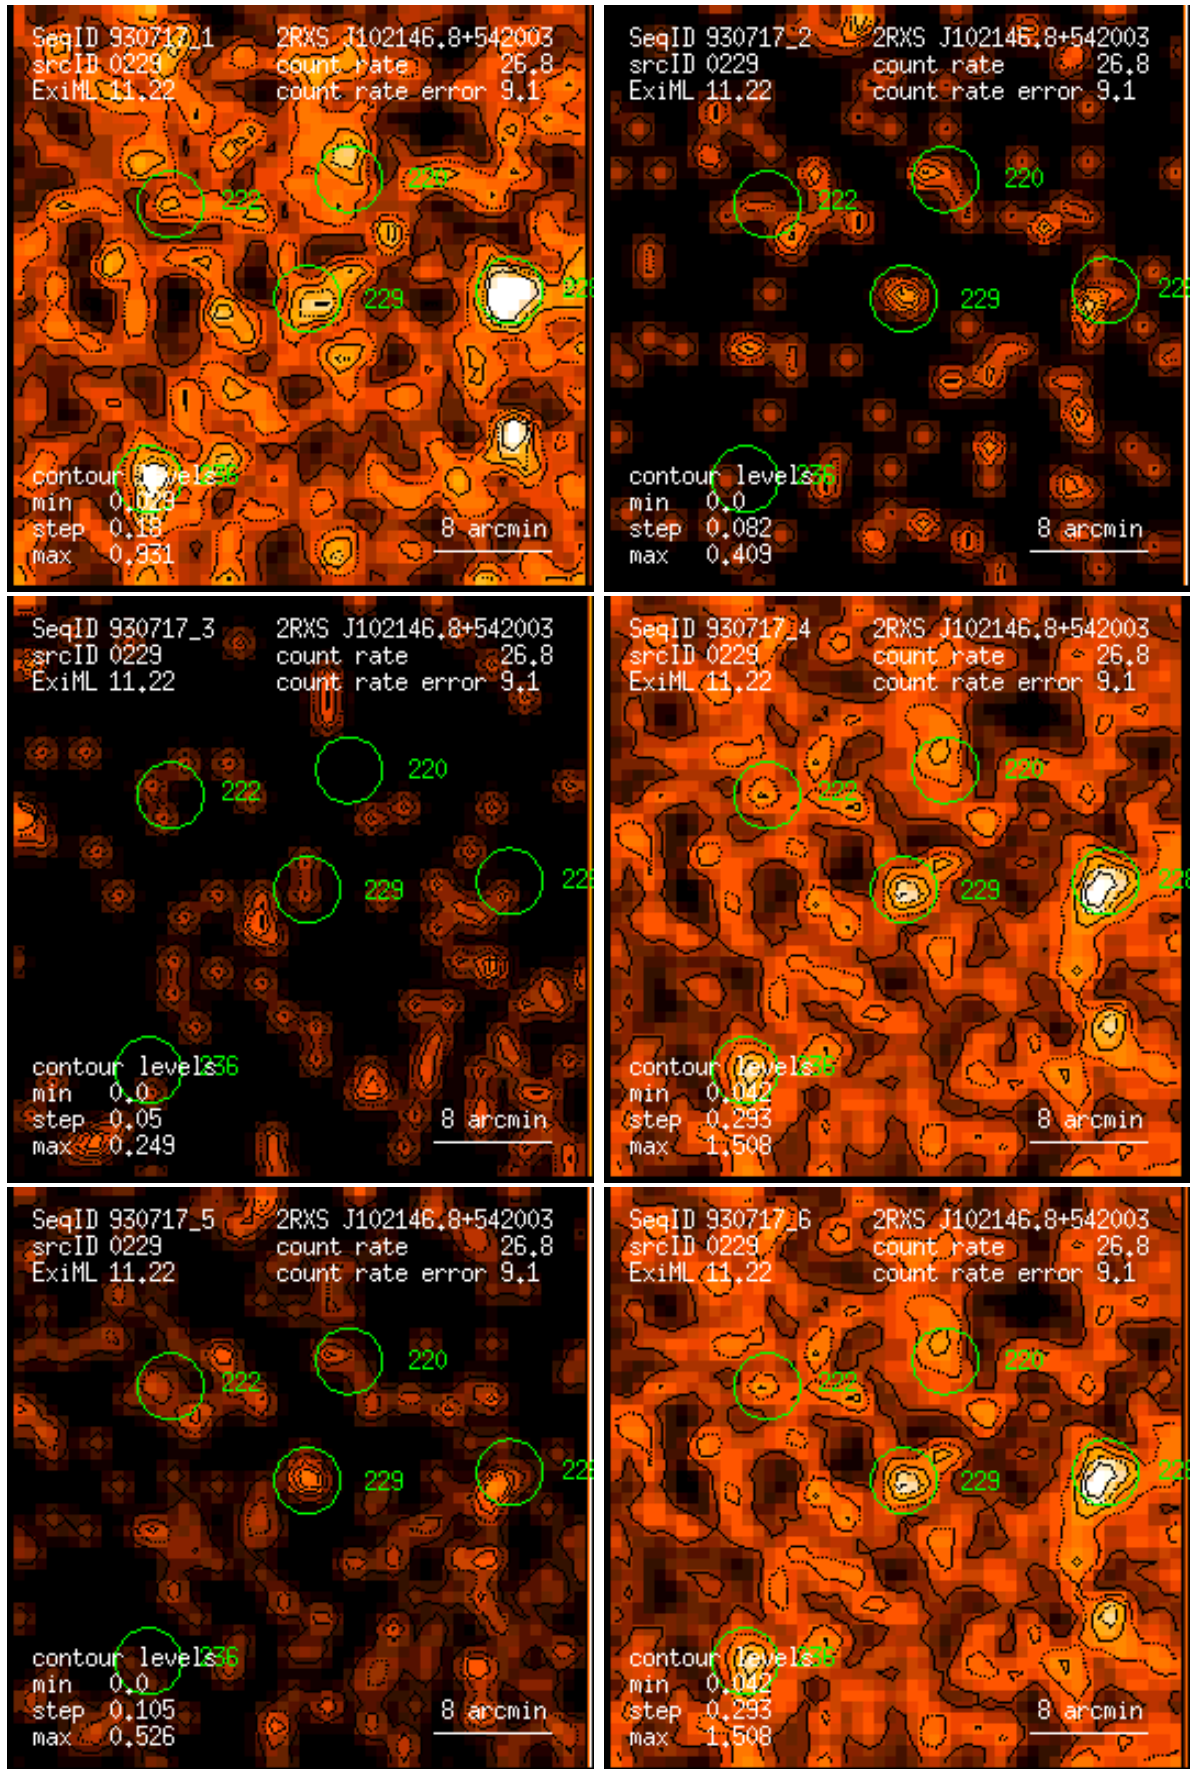 SeqID 930717_1 2RXS J102146.8+542003
srcID 0229 count rate 26.8
ExiML 11.22 count rate error 9.1
220
222
229
228
236
contour levels
min 0.029
step 0.18
max 0.931
8 arcmin
SeqID 930717_2 2RXS J102146.8+542003
srcID 0229 count rate 26.8
ExiML 11.22 count rate error 9.1
220
222
229
contour levels
236
min 0.0
step 0.082
max 0.409
8 arcmin
SeqID 930717_3 2RXS J102146.8+542003
srcID 0229 count rate 26.8
ExiML 11.22 count rate error 9.1
220
222
229
contour levels
236
min 0.0
step 0.05
max 0.249
8 arcmin
SeqID 930717_4 2RXS J102146.8+542003
srcID 0229 count rate 26.8
ExiML 11.22 count rate error 9.1
220
222
228
229
contour levels
236
min 0.042
step 0.293
max 1.508
8 arcmin
SeqID 930717_5 2RXS J102146.8+542003
srcID 0229 count rate 26.8
ExiML 11.22 count rate error 9.1
220
222
229
contour levels
236
min 0.0
step 0.105
max 0.526
8 arcmin
SeqID 930717_6 2RXS J102146.8+542003
srcID 0229 count rate 26.8
ExiML 11.22 count rate error 9.1
220
222
228
229
contour levels
236
min 0.042
step 0.293
max 1.508
8 arcmin